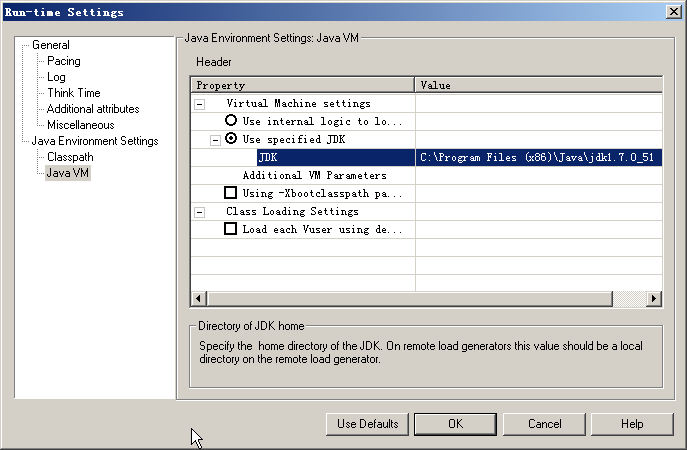 Run-time Settings
General
Pacing
Log
Think Time
Additional attributes
Miscellaneous
Java Environment Settings
Classpath
Java VM
Java Environment Settings: Java VM
Header
Property Value
Virtual Machine settings
Use internal logic to lo...
Use specified JDK
JDK C:\Program Files (x86)\Java\jdk1.7.0_51
Additional VM Parameters
Using -Xbootclasspath pa...
Class Loading Settings
Load each Vuser using de...
Directory of JDK home
Specify the home directory of the JDK. On remote load generators this value should be a local
directory on the remote load generator.
Use Defaults OK Cancel Help